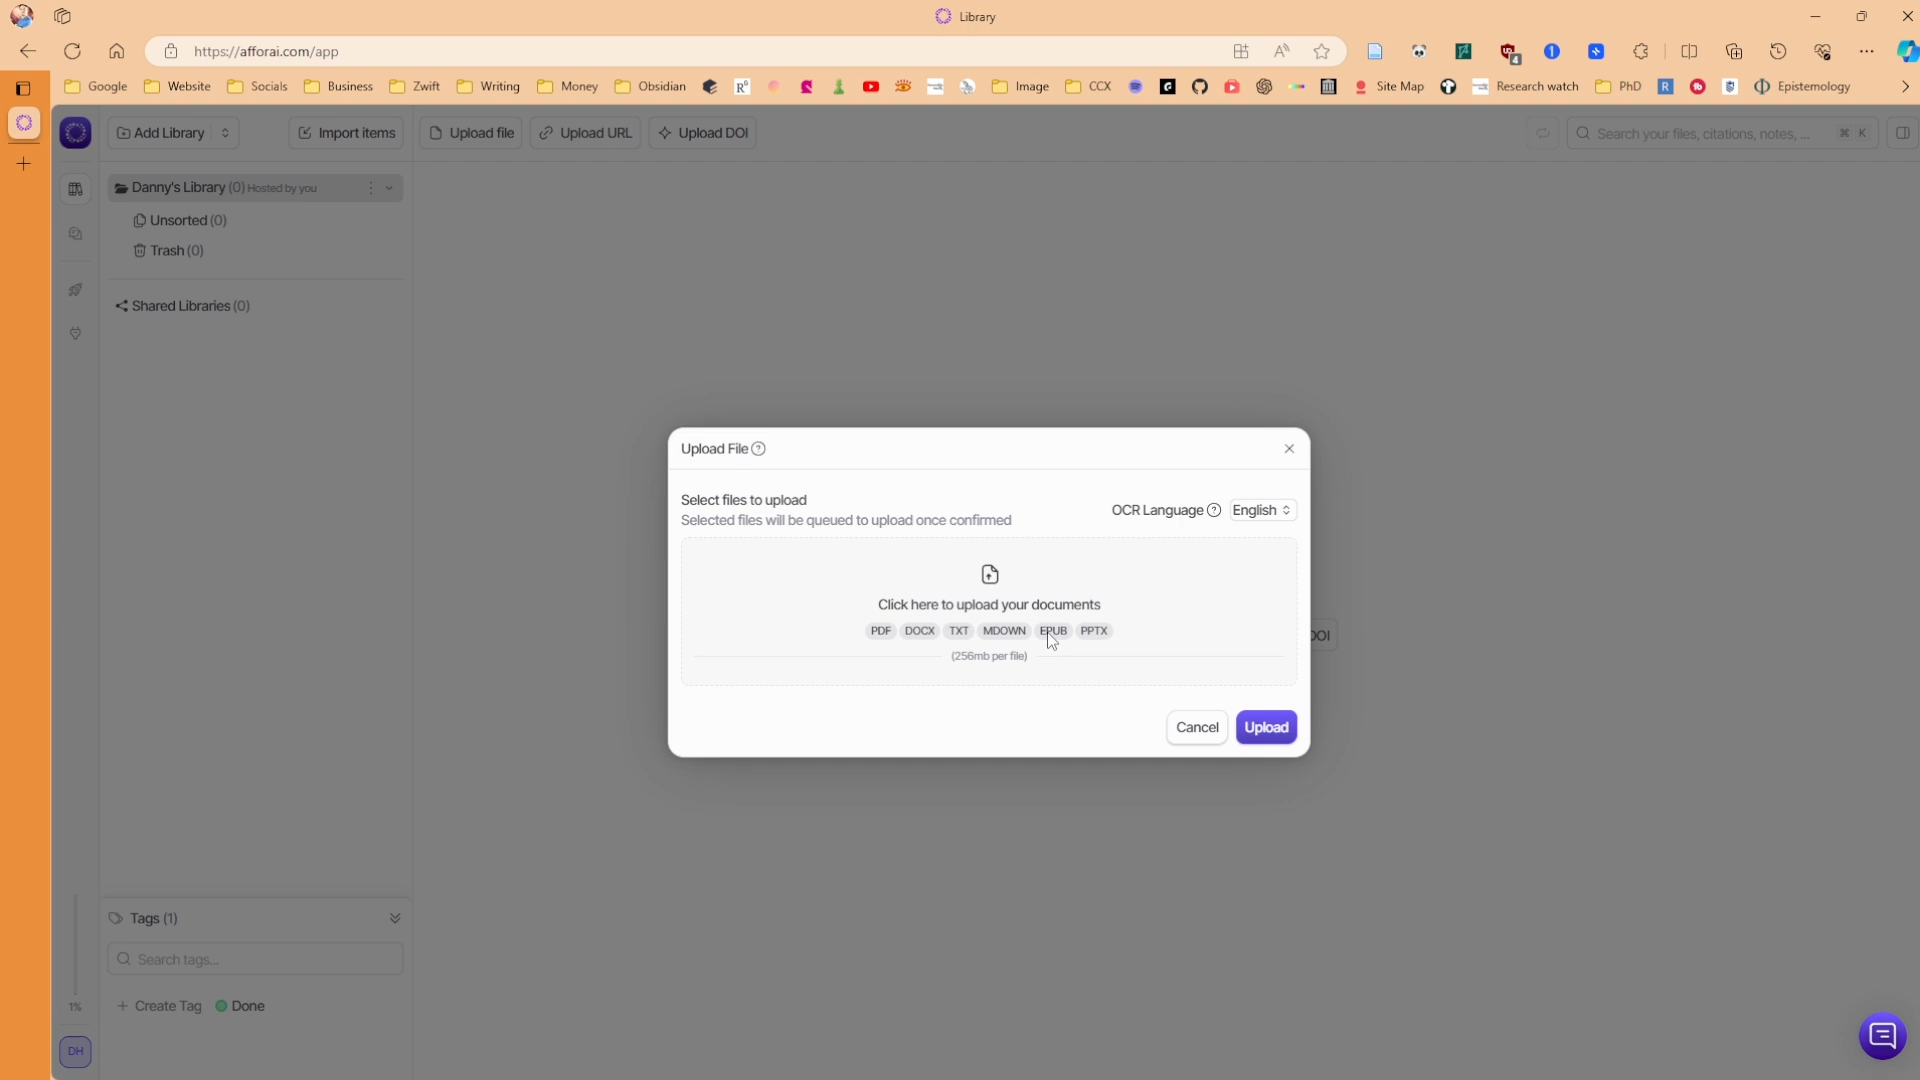 Library
https://afforai.com/app
4
Google Website Socials Business Zwift Writing Money Obsidian Image CCX Site Map Research watch PhD Epistemology
Add Library Import items Upload file Upload URL Upload DOI Search your files, citations, notes, ... ⌘ K
Danny's Library (0) Hosted by you
Unsorted (0)
Trash (0)
Shared Libraries (0)
Upload File
Select files to upload
Selected files will be queued to upload once confirmed
OCR Language English
Click here to upload your documents
PDF DOCX TXT MDOWN EPUB PPTX
(256mb per file)
DOI
Cancel Upload
Tags (1)
Search tags...
1%
+ Create Tag Done
DH